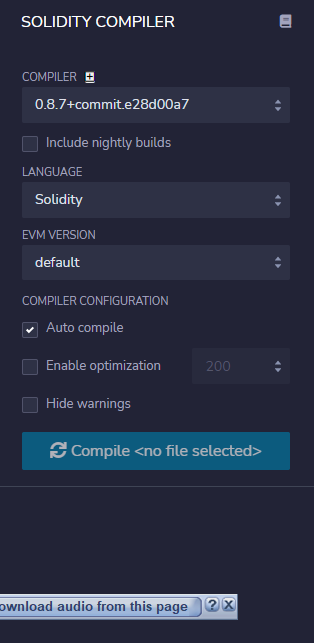 SOLIDITY COMPILER
COMPILER
0.8.7+commit.e28d00a7
Include nightly builds
LANGUAGE
Solidity
EVM VERSION
default
COMPILER CONFIGURATION
Auto compile
Enable optimization 200
Hide warnings
Compile <no file selected>
ownload audio from this page ? X